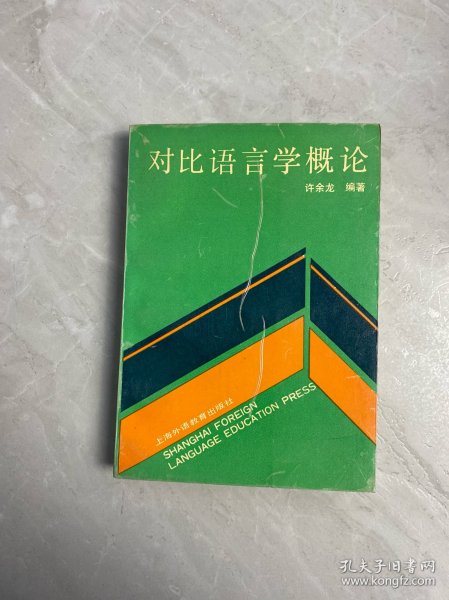 对比语言学概论
许余龙 编著
上海外语教育出版社
SHANGHAI FOREIGN
LANGUAGE EDUCATION PRESS
孔夫子旧书网
www.kongfz.com